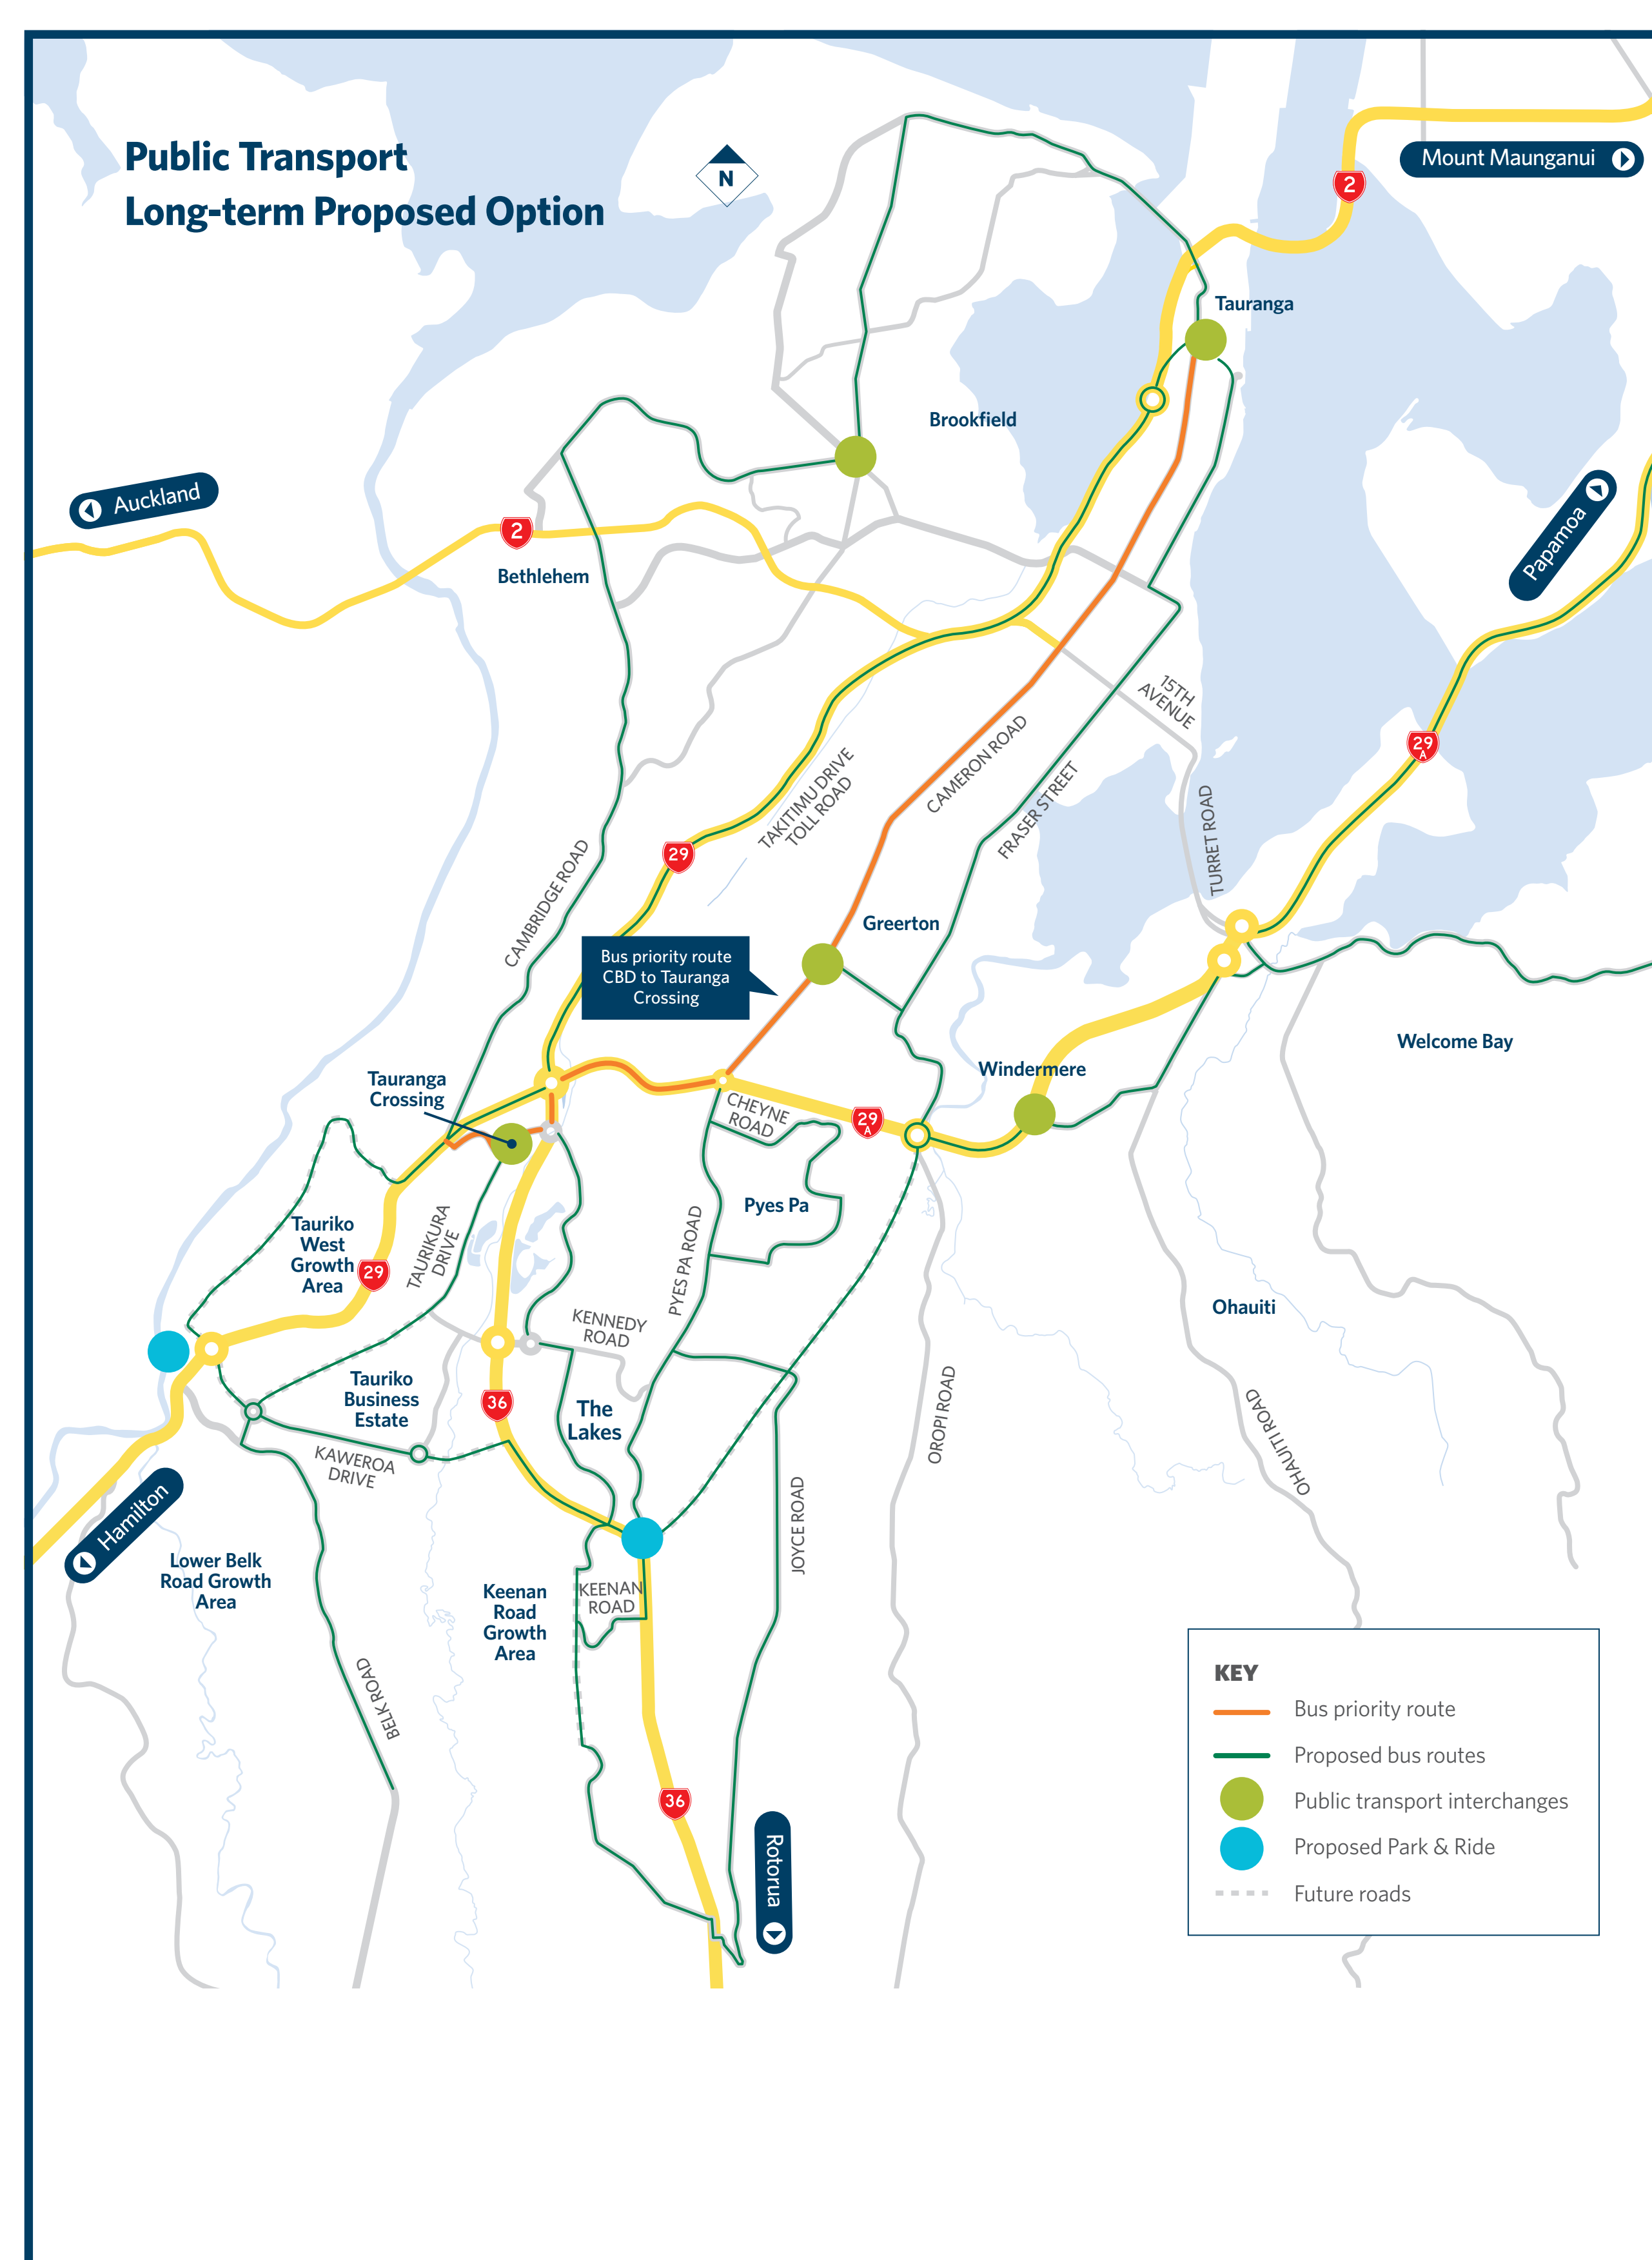 Public Transport
Long-term Proposed Option
N
2
Mount Maunganui
Tauranga
Brookfield
Auckland
2
Bethlehem
Papamoa
15TH
AVENUE
29
A
CAMERON ROAD
TAKITIMU DRIVE
TOLL ROAD
FRASER STREET
TURRET ROAD
29
CAMBRIDGE ROAD
Greerton
Bus priority route
CBD to Tauranga
Crossing
Welcome Bay
Windermere
Tauranga
Crossing
CHEYNE
ROAD
29
A
Pyes Pa
Tauriko
West
Growth
Area
29
TAURIKURA
DRIVE
PYES PA ROAD
Ohauiti
KENNEDY
ROAD
Tauriko
Business
Estate
36
The
Lakes
OROPI ROAD
OHAUITI ROAD
KAWEROA
DRIVE
Hamilton
JOYCE ROAD
Lower Belk
Road Growth
Area
Keenan
Road
Growth
Area
KEENAN
ROAD
BELK ROAD
36
Rotorua
KEY
Bus priority route
Proposed bus routes
Public transport interchanges
Proposed Park & Ride
Future roads